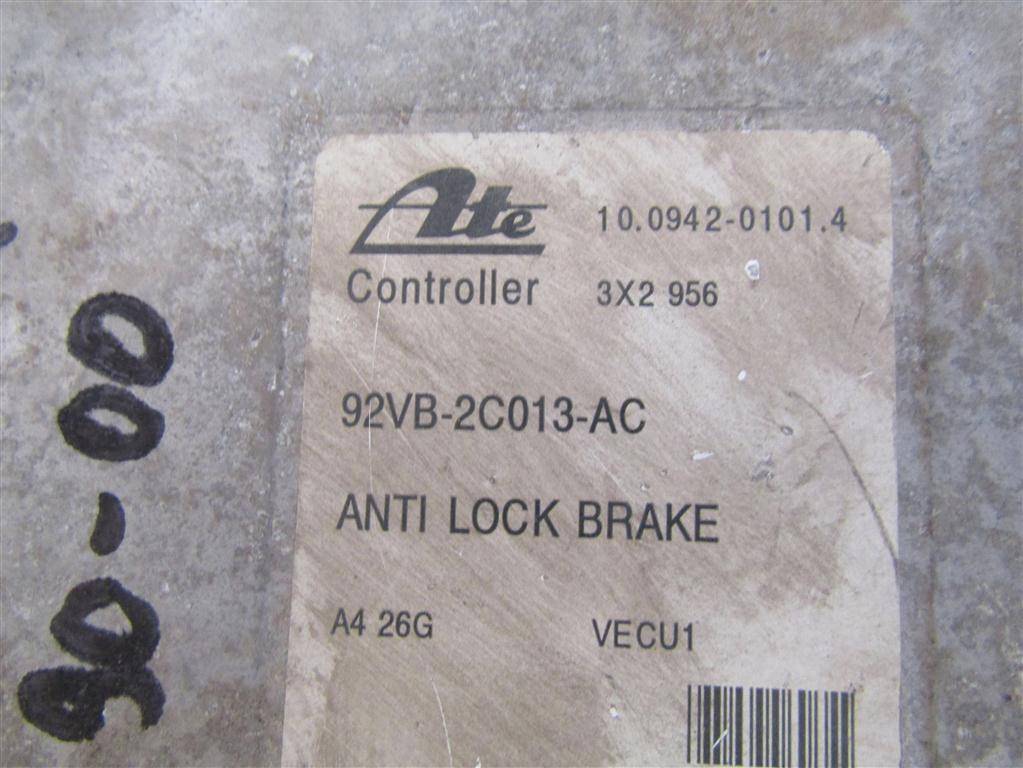 Ate 10.0942-0101.4
Controller 3X2 956
92VB-2C013-AC
ANTI LOCK BRAKE
A4 26G VECU1
90-00